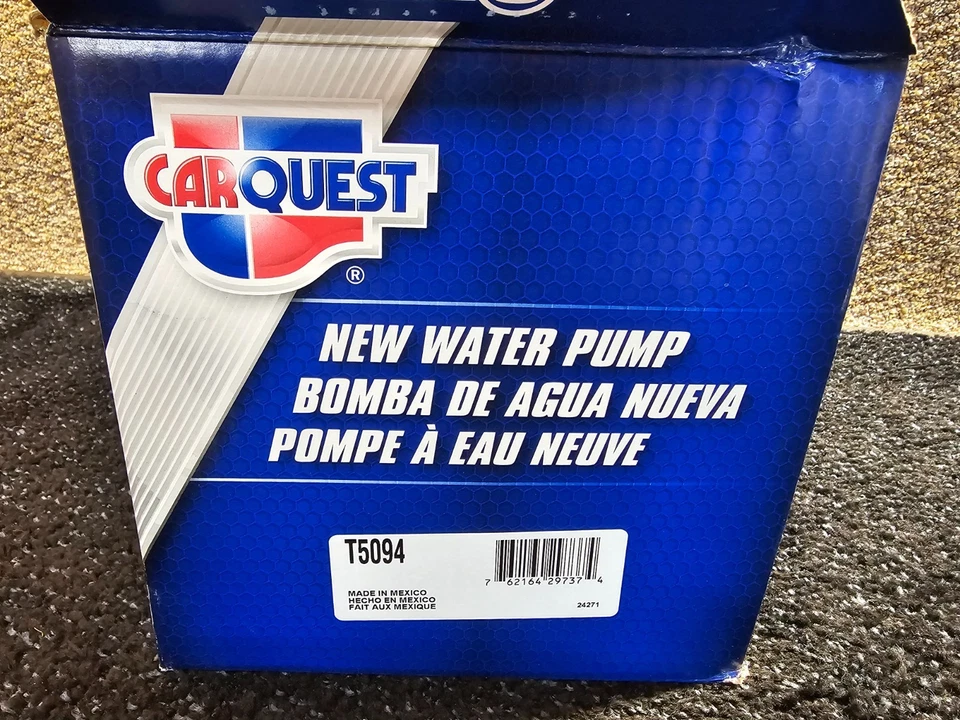 CARQUEST
®
NEW WATER PUMP
BOMBA DE AGUA NUEVA
POMPE À EAU NEUVE
T5094
7 62164 29737 4
MADE IN MEXICO
HECHO EN MEXICO
FAIT AUX MEXIQUE
24271